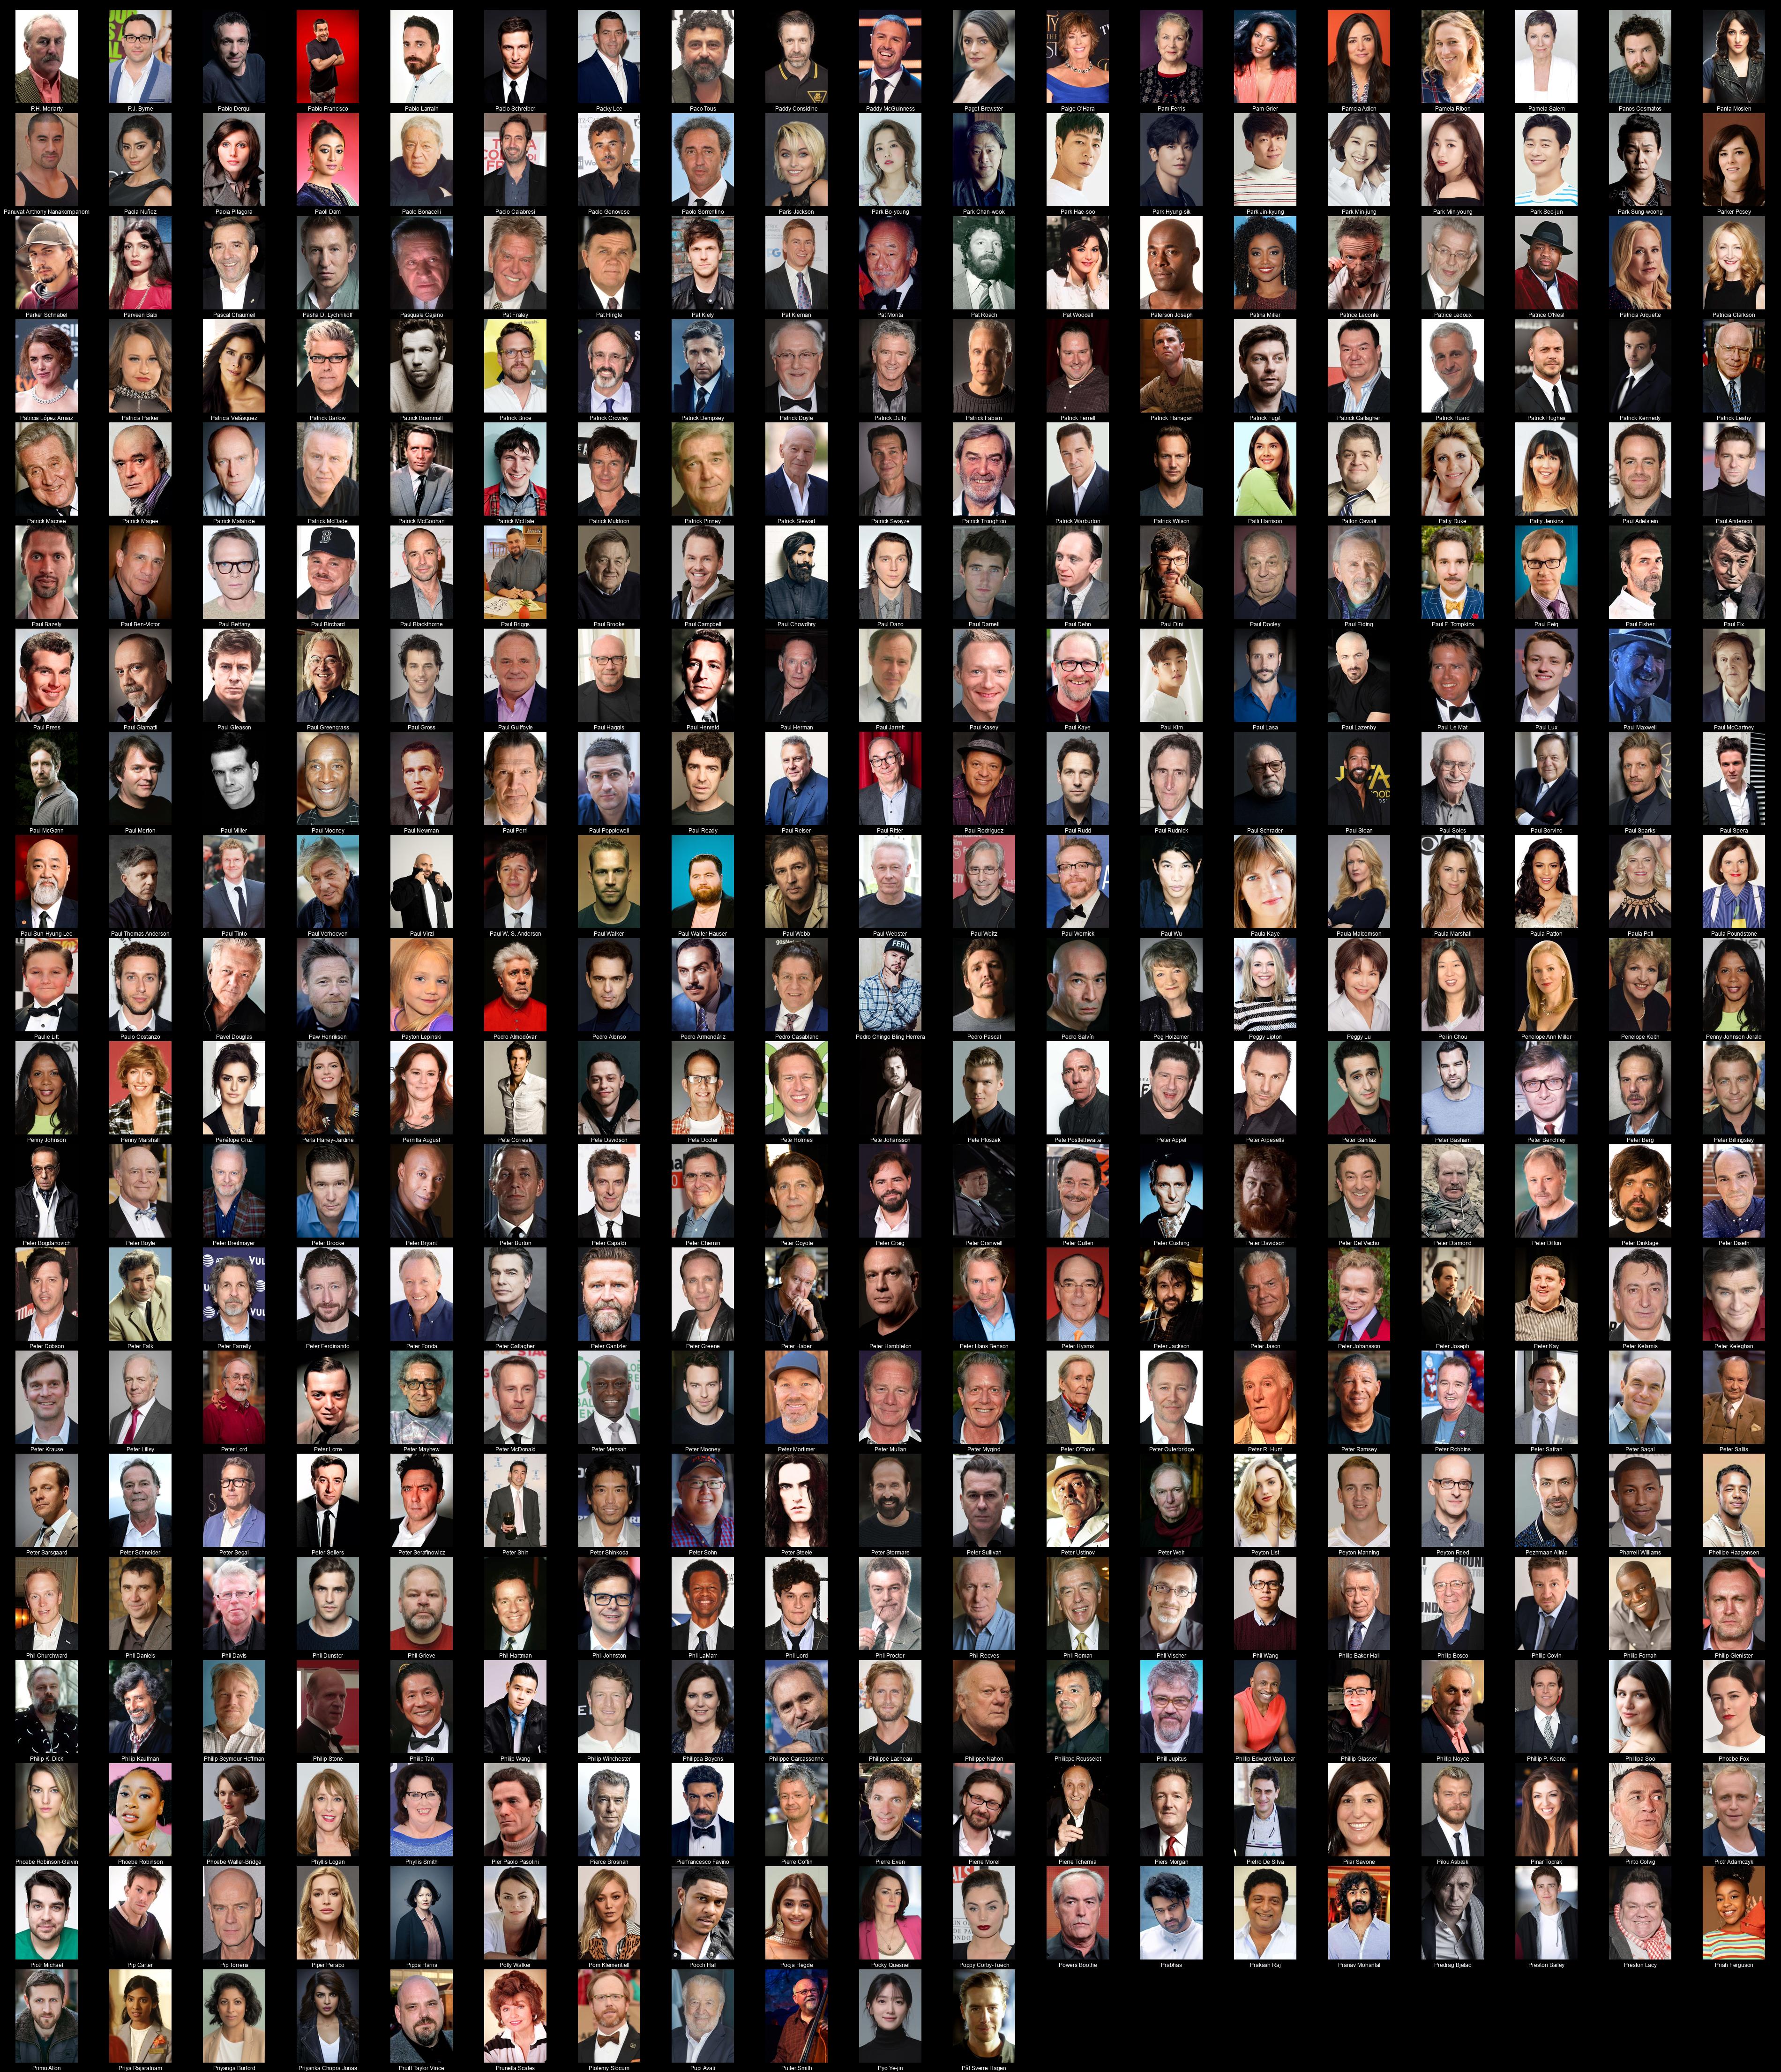 P.H. Moriarty P.J. Byrne Pablo Derqui Pablo Francisco Pablo Larraín Pablo Schreiber Packy Lee Paco Tous Paddy Considine Paddy McGuinness Paget Brewster Paige O'Hara Pam Ferris Pam Grier Pamela Adlon Pamela Ribon Pamela Salem Panos Cosmatos Panta Mosleh
Panuvat Anthony Nanakornpanom Paola Nuñez Paola Pitagora Paoli Dam Paolo Bonacelli Paolo Calabresi Paolo Genovese Paolo Sorrentino Paris Jackson Park Bo-young Park Chan-wook Park Hae-soo Park Hyung-sik Park Jin-kyung Park Min-jung Park Min-young Park Seo-jun Park Sung-woong Parker Posey
Parker Schnabel Parveen Babi Pascal Chaumeil Pasha D. Lychnikoff Pasquale Cajano Pat Fraley Pat Hingle Pat Kiely Pat Kiernan Pat Morita Pat Roach Pat Woodell Paterson Joseph Patina Miller Patrice Leconte Patrice Ledoux Patrice O'Neal Patricia Arquette Patricia Clarkson
Patricia López Arnaiz Patricia Parker Patricia Velásquez Patrick Barlow Patrick Brammall Patrick Brice Patrick Crowley Patrick Dempsey Patrick Doyle Patrick Duffy Patrick Fabian Patrick Ferrell Patrick Flanagan Patrick Fugit Patrick Gallagher Patrick Huard Patrick Hughes Patrick Kennedy Patrick Leahy
Patrick Macnee Patrick Magee Patrick Malahide Patrick McDade Patrick McGoohan Patrick McHale Patrick Muldoon Patrick Pinney Patrick Stewart Patrick Swayze Patrick Troughton Patrick Warburton Patrick Wilson Patti Harrison Patton Oswalt Patty Duke Patty Jenkins Paul Adelstein Paul Anderson
Paul Bazely Paul Ben-Victor Paul Bettany Paul Birchard Paul Blackthorne Paul Briggs Paul Brooke Paul Campbell Paul Chowdhry Paul Dano Paul Darnell Paul Dehn Paul Dini Paul Dooley Paul Eiding Paul F. Tompkins Paul Feig Paul Fisher Paul Fix
Paul Frees Paul Giamatti Paul Gleason Paul Greengrass Paul Gross Paul Guilfoyle Paul Haggis Paul Henreid Paul Herman Paul Jarrett Paul Kasey Paul Kaye Paul Kim Paul Lasa Paul Lazenby Paul Le Mat Paul Lux Paul Maxwell Paul McCartney
Paul McGann Paul Merton Paul Miller Paul Mooney Paul Newman Paul Perri Paul Popplewell Paul Ready Paul Reiser Paul Ritter Paul Rodríguez Paul Rudd Paul Rudnick Paul Schrader Paul Sloan Paul Soles Paul Sorvino Paul Sparks Paul Spera
Paul Sun-Hyung Lee Paul Thomas Anderson Paul Tinto Paul Verhoeven Paul Virzi Paul W. S. Anderson Paul Walker Paul Walter Hauser Paul Webb Paul Webster Paul Weitz Paul Wernick Paul Wu Paula Kaye Paula Malcomson Paula Marshall Paula Patton Paula Pell Paula Poundstone
Paulie Litt Paulo Costanzo Pavel Douglas Paw Henriksen Payton Lepinski Pedro Almodóvar Pedro Alonso Pedro Armendáriz Pedro Casablanc Pedro Chingo Bling Herrera Pedro Pascal Pedro Salvín Peg Holzemer Peggy Lipton Peggy Lu Peilin Chou Penelope Ann Miller Penelope Keith Penny Johnson Jerald
Penny Johnson Penny Marshall Penélope Cruz Perla Haney-Jardine Pernilla August Pete Correale Pete Davidson Pete Docter Pete Holmes Pete Johansson Pete Ploszek Pete Postlethwaite Peter Appel Peter Arpesella Peter Banifaz Peter Basham Peter Benchley Peter Berg Peter Billingsley
Peter Bogdanovich Peter Boyle Peter Breitmayer Peter Brooke Peter Bryant Peter Burton Peter Capaldi Peter Chernin Peter Coyote Peter Craig Peter Cranwell Peter Cullen Peter Cushing Peter Davidson Peter Del Vecho Peter Diamond Peter Dillon Peter Dinklage Peter Diseth
Peter Dobson Peter Falk Peter Farrelly Peter Ferdinando Peter Fonda Peter Gallagher Peter Gantzler Peter Greene Peter Haber Peter Hambleton Peter Hans Benson Peter Hyams Peter Jackson Peter Jason Peter Johansson Peter Joseph Peter Kay Peter Kelamis Peter Keleghan
Peter Krause Peter Lilley Peter Lord Peter Lorre Peter Mayhew Peter McDonald Peter Mensah Peter Mooney Peter Mortimer Peter Mullan Peter Mygind Peter O'Toole Peter Outerbridge Peter R. Hunt Peter Ramsey Peter Robbins Peter Safran Peter Sagal Peter Sallis
Peter Sarsgaard Peter Schneider Peter Segal Peter Sellers Peter Serafinowicz Peter Shin Peter Shinkoda Peter Sohn Peter Steele Peter Stormare Peter Sullivan Peter Ustinov Peter Weir Peyton List Peyton Manning Peyton Reed Pezhmaan Alinia Pharrell Williams Phellipe Haagensen
Phil Churchward Phil Daniels Phil Davis Phil Dunster Phil Grieve Phil Hartman Phil Johnston Phil LaMarr Phil Lord Phil Proctor Phil Reeves Phil Roman Phil Vischer Phil Wang Philip Baker Hall Philip Bosco Philip Covin Philip Fornah Philip Glenister
Philip K. Dick Philip Kaufman Philip Seymour Hoffman Philip Stone Philip Tan Philip Wang Philip Winchester Philippa Boyens Philippe Carcassonne Philippe Lacheau Philippe Nahon Philippe Rousselet Phill Jupitus Phillip Edward Van Lear Phillip Glasser Phillip Noyce Phillip P. Keene Phillipa Soo Phoebe Fox
Phoebe Robinson-Galvin Phoebe Robinson Phoebe Waller-Bridge Phyllis Logan Phyllis Smith Pier Paolo Pasolini Pierce Brosnan Pierfrancesco Favino Pierre Coffin Pierre Even Pierre Morel Pierre Tchernia Piers Morgan Pietro De Silva Pilar Savone Pilou Asbæk Pinar Toprak Pinto Colvig Piotr Adamczyk
Piotr Michael Pip Carter Pip Torrens Piper Perabo Pippa Harris Polly Walker Pom Klementieff Pooch Hall Pooja Hegde Pooky Quesnel Poppy Corby-Tuech Powers Boothe Prabhas Prakash Raj Pranav Mohanlal Predrag Bjelac Preston Bailey Preston Lacy Priah Ferguson
Primo Allon Priya Rajaratnam Priyanga Burford Priyanka Chopra Jonas Pruitt Taylor Vince Prunella Scales Ptolemy Slocum Pupi Avati Putter Smith Pyo Ye-jin Pål Sverre Hagen